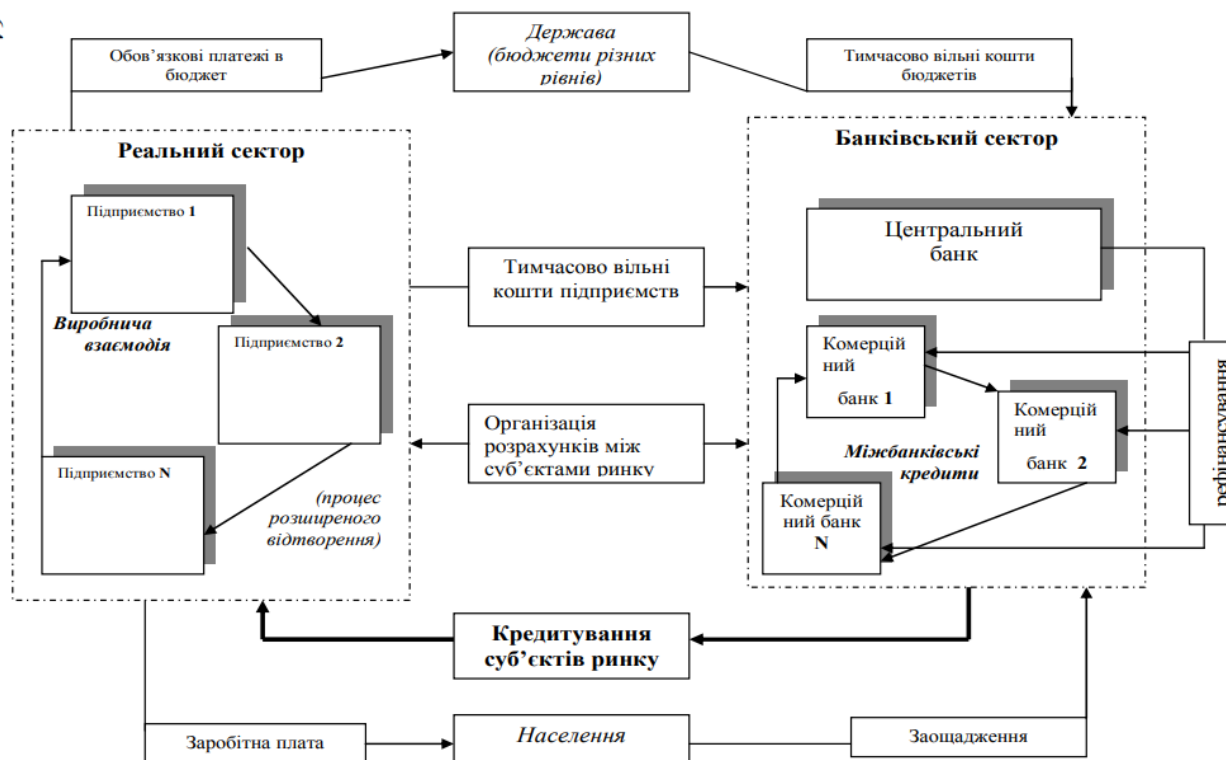 Обов’язкові платежі в
бюджет
Держава
(бюджети різних
рівнів)
Тимчасово вільні кошти
бюджетів
Реальний сектор
Підприємство 1
Виробнича
взаємодія
Підприємство 2
Підприємство N
(процес
розширеного
відтворення)
Тимчасово вільні
кошти підприємств
Організація
розрахунків між
суб’єктами ринку
Банківський сектор
Центральний
банк
Комерцій
ний
банк 1
Комерцій
ний
банк 2
Міжбанківські
кредити
Комерцій
ний банк
N
рефінансування
Кредитування
суб’єктів ринку
Заробітна плата
Населення
Заощадження